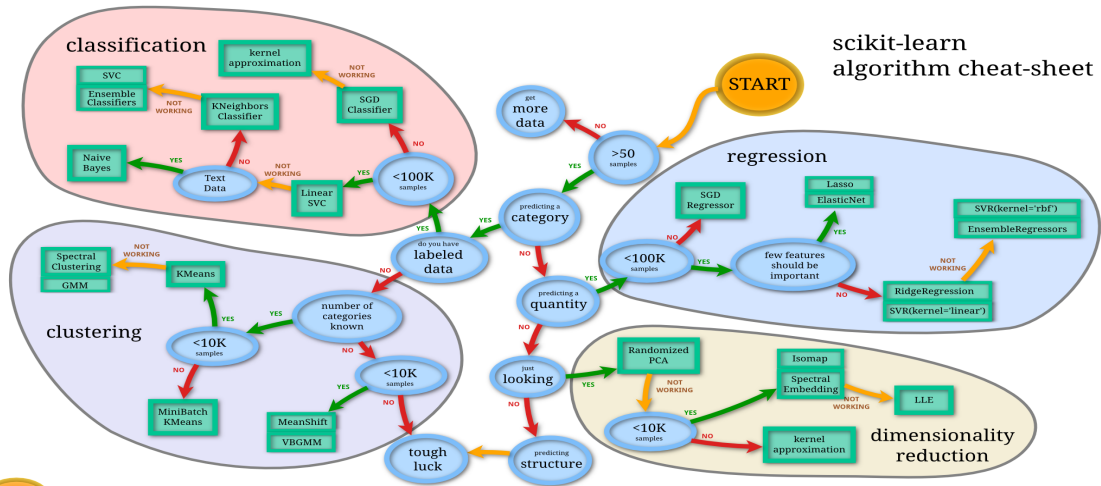 scikit-learn
algorithm cheat-sheet
START
classification
kernel
approximation
NOT
WORKING
SVC
Ensemble
Classifiers
NOT
WORKING
KNeighbors
Classifier
SGD
Classifier
Naive
Bayes
YES
NO
Text
Data
NOT
WORKING
Linear
SVC
YES
NO
<100K
samples
get
more
data
NO
>50
samples
YES
predicting a
category
YES
NO
do you have
labeled
data
YES
NO
predicting a
quantity
YES
NO
just
looking
YES
NO
predicting
structure
tough
luck
regression
SGD
Regressor
NO
<100K
samples
YES
Lasso
ElasticNet
YES
few features
should be
important
NO
SVR(kernel='rbf')
EnsembleRegressors
NOT
WORKING
RidgeRegression
SVR(kernel='linear')
clustering
Spectral
Clustering
GMM
NOT
WORKING
KMeans
YES
<10K
samples
NO
MiniBatch
KMeans
YES
number of
categories
known
NO
<10K
samples
YES
NO
MeanShift
VBGMM
dimensionality
reduction
Randomized
PCA
NOT
WORKING
<10K
samples
YES
NO
Isomap
Spectral
Embedding
NOT
WORKING
LLE
kernel
approximation